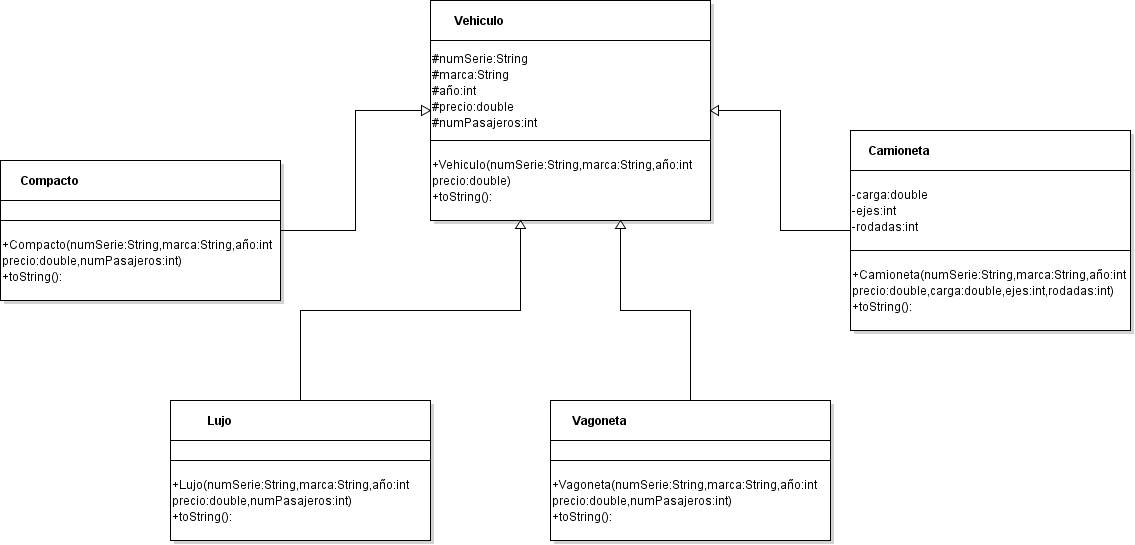 Vehiculo
#numSerie:String
#marca:String
#año:int
#precio:double
#numPasajeros:int
+Vehiculo(numSerie:String,marca:String,año:int
precio:double)
+toString():
Compacto
+Compacto(numSerie:String,marca:String,año:int
precio:double,numPasajeros:int)
+toString():
Camioneta
-carga:double
-ejes:int
-rodadas:int
+Camioneta(numSerie:String,marca:String,año:int
precio:double,carga:double,ejes:int,rodadas:int)
+toString():
Lujo
+Lujo(numSerie:String,marca:String,año:int
precio:double,numPasajeros:int)
+toString():
Vagoneta
+Vagoneta(numSerie:String,marca:String,año:int
precio:double,numPasajeros:int)
+toString():